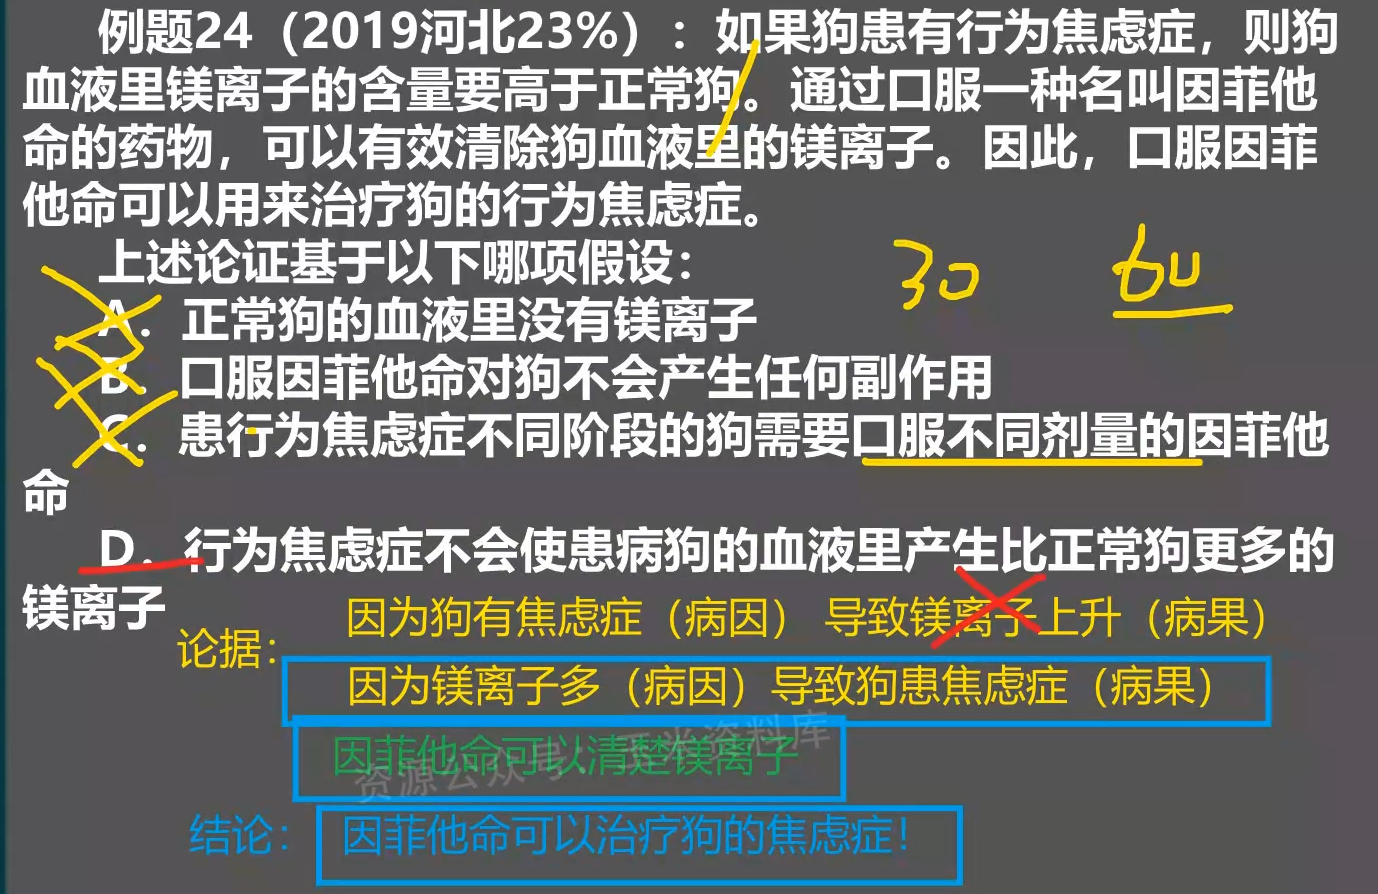 例题24（2019河北23%）：如果狗患有行为焦虑症，则狗
血液里镁离子的含量要高于正常狗。通过口服一种名叫因菲他
命的药物，可以有效清除狗血液里的镁离子。因此，口服因菲
他命可以用来治疗狗的行为焦虑症。
上述论证基于以下哪项假设：
30 60
A. 正常狗的血液里没有镁离子
B. 口服因菲他命对狗不会产生任何副作用
C. 患行为焦虑症不同阶段的狗需要口服不同剂量的因菲他
命
D. 行为焦虑症不会使患病狗的血液里产生比正常狗更多的
镁离子
因为狗有焦虑症（病因） 导致镁离子上升（病果）
论据：
因为镁离子多（病因）导致狗患焦虑症（病果）
因菲他命可以清楚镁离子
资源公众号：玉米资料库
结论： 因菲他命可以治疗狗的焦虑症！